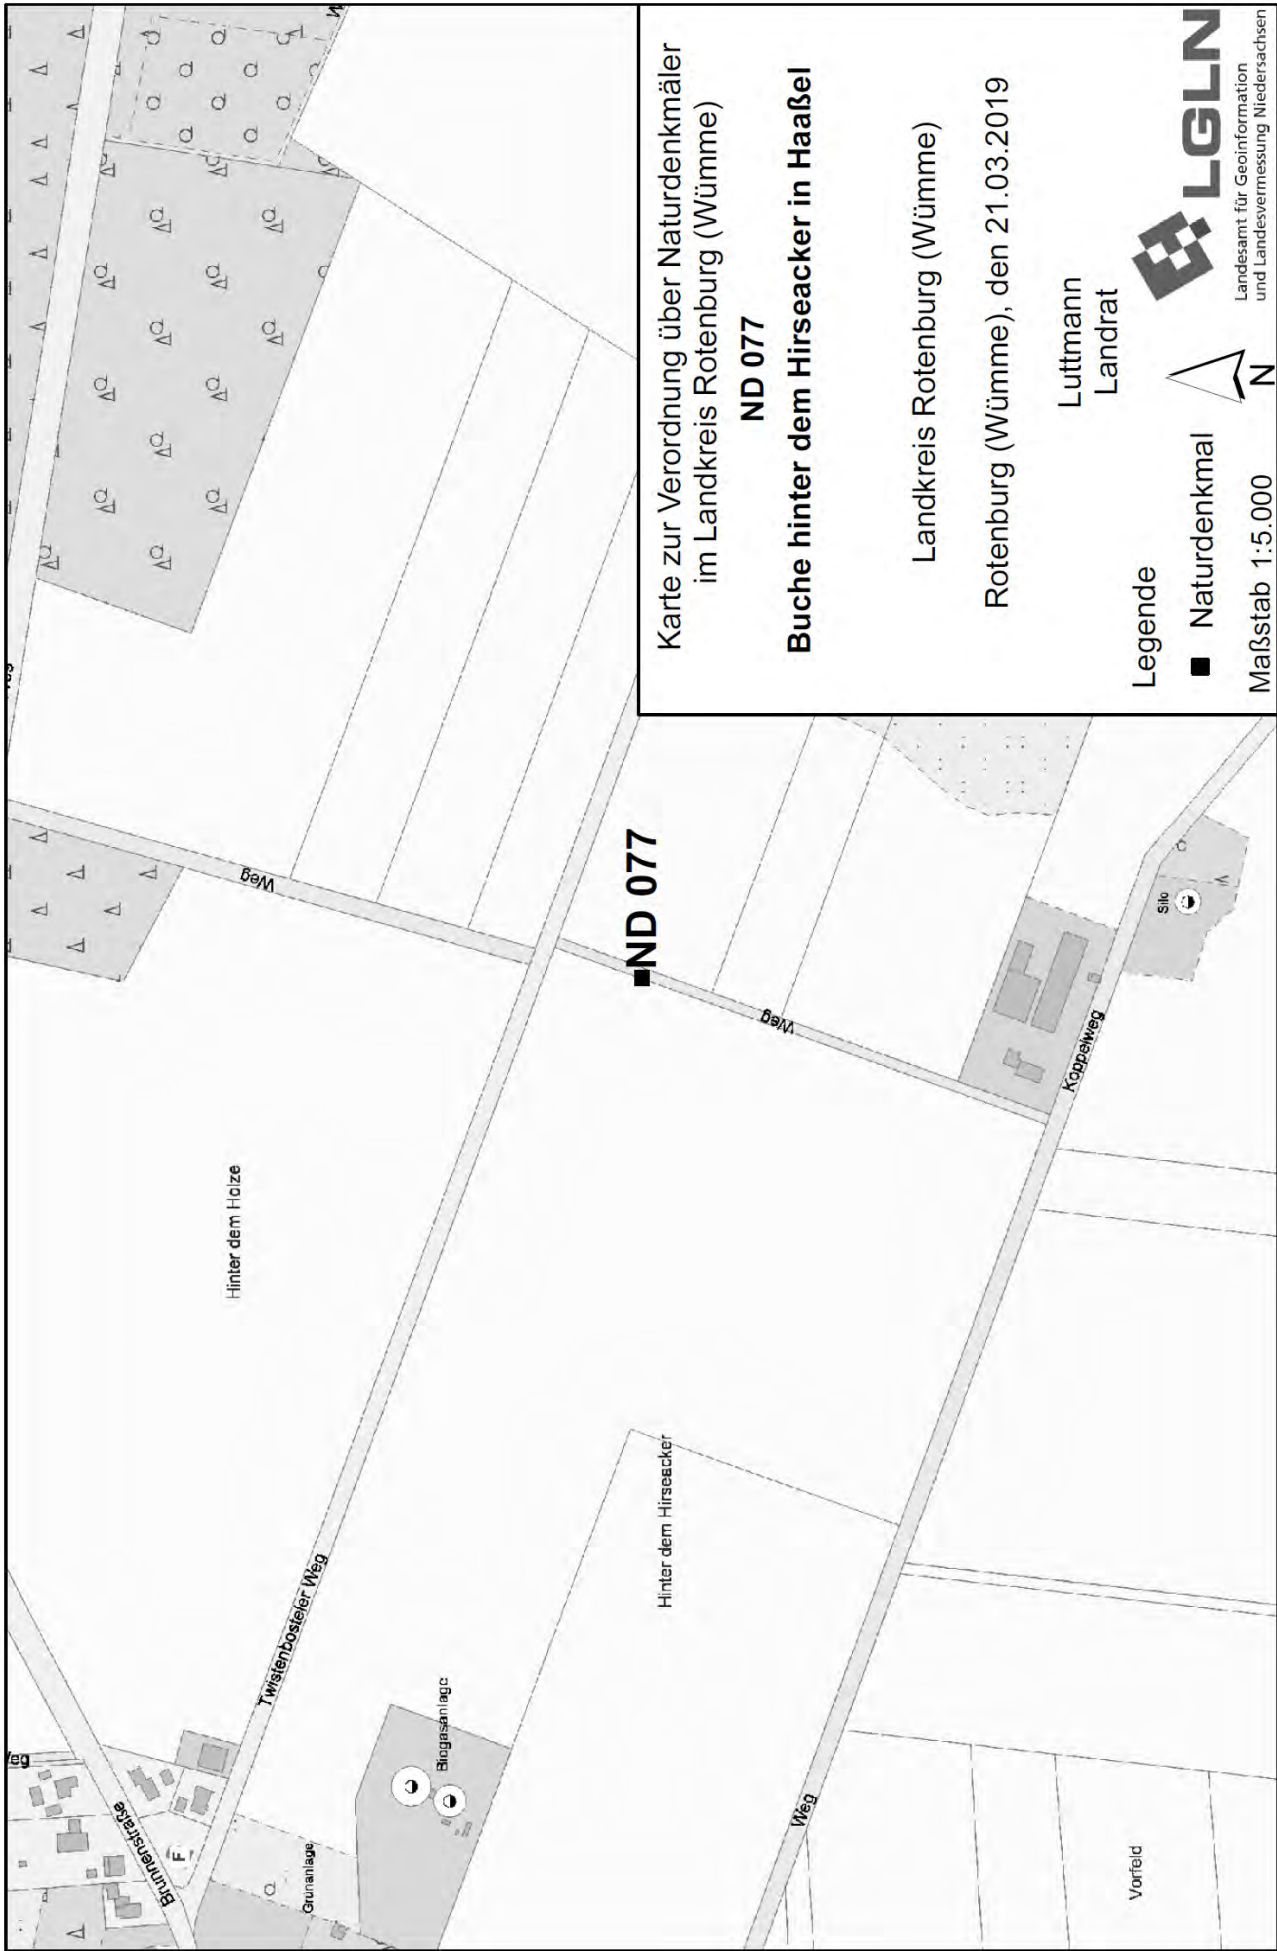 Karte zur Verordnung über Naturdenkmäler
im Landkreis Rotenburg (Wümme)
ND 077
Buche hinter dem Hirseacker in Haaßel
Landkreis Rotenburg (Wümme)
Rotenburg (Wümme), den 21.03.2019
Luttmann
Landrat
Legende
Naturdenkmal
Maßstab 1:5.000
N
LGLN
Landesamt für Geoinformation
und Landesvermessung Niedersachsen
ND 077
Weg
Weg
Weg
Hinter dem Holze
Hinter dem Hirseacker
Twistenbosteler Weg
Brunnenstraße
F
Grünanlage
Biogasanlage
Koppelweg
Silo
Vorfeld